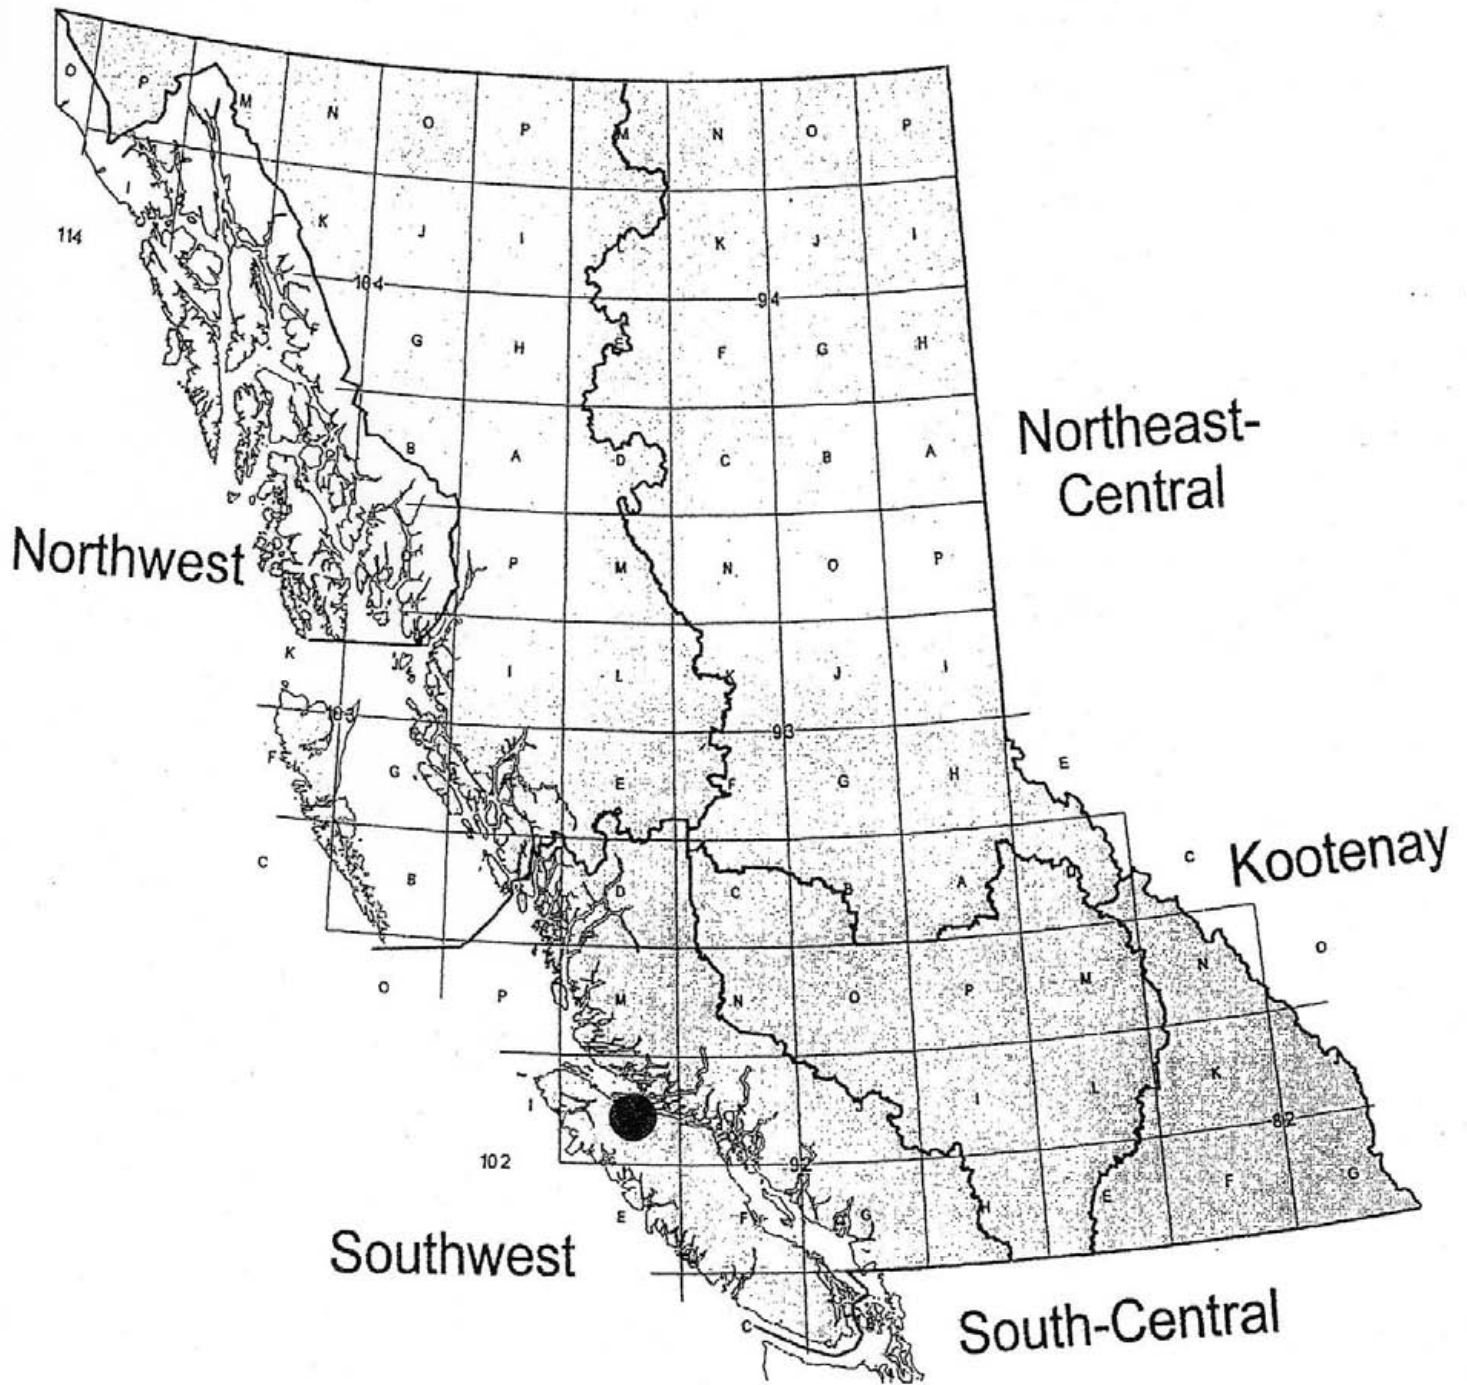 O P M N O P M N O P
I K J I L K J I
114
104 94
F G H E F G H
B A D C B A
Northeast-
Central
Northwest
P M N O P
K I L K J I
103 93
F G E F G H E
C B D C B A D C
Kootenay
O P M N O P M N O
I I L K J
102 92 82
E F G H E F G
Southwest
C B
South-Central